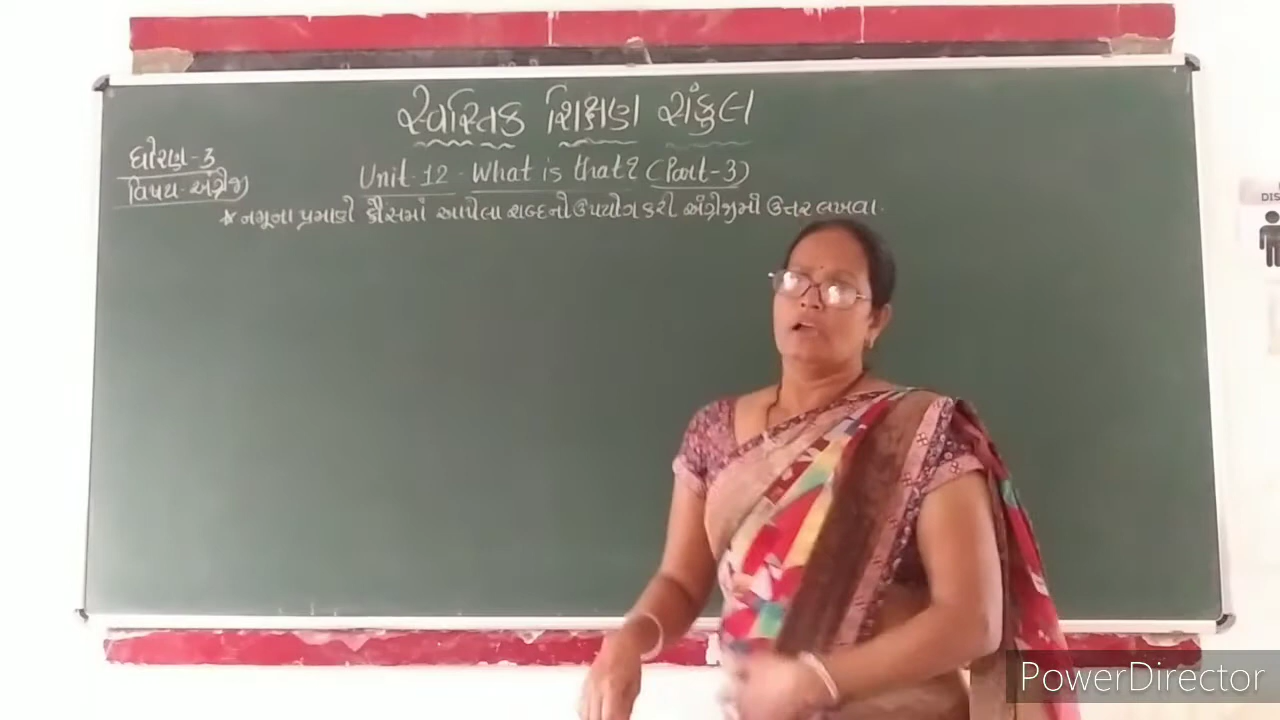 સ્વસ્તિક શિક્ષણ સંકુલ
ધોરણ-3
વિષય-અંગ્રેજી
Unit-12. What is that? (Part-3)
* નમૂના પ્રમાણે કૌંસમાં આપેલા શબ્દનો ઉપયોગ કરી અંગ્રેજીમાં ઉત્તર લખવા.
DIS
PowerDirector